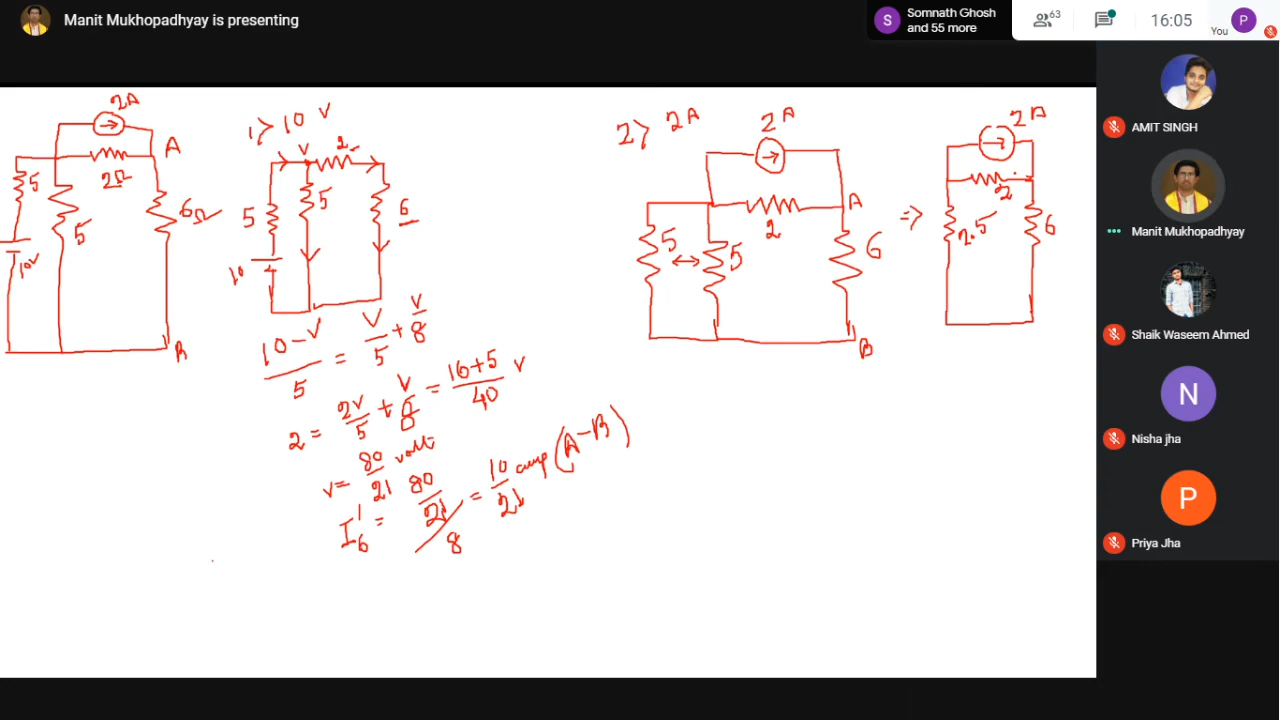 Manit Mukhopadhyay is presenting
S
Somnath Ghosh
and 55 more
63
16:05
You
P
2A
A
5
2Ω
5
6Ω
10V
B
1> 10 V
V
2
5
5
6
10
10-V/5 = V/5 + V/8
2 = 2V/5 + V/8 = 16+5/40 V
V = 80/21 volt
I'6 = 80/21/8 = 10/21 amp (A-B)
2> 2A
2A
A
2
5 ↔ 5
6
B
=>
2A
2
2.5
6
AMIT SINGH
Manit Mukhopadhyay
Shaik Waseem Ahmed
N
Nisha jha
P
Priya Jha